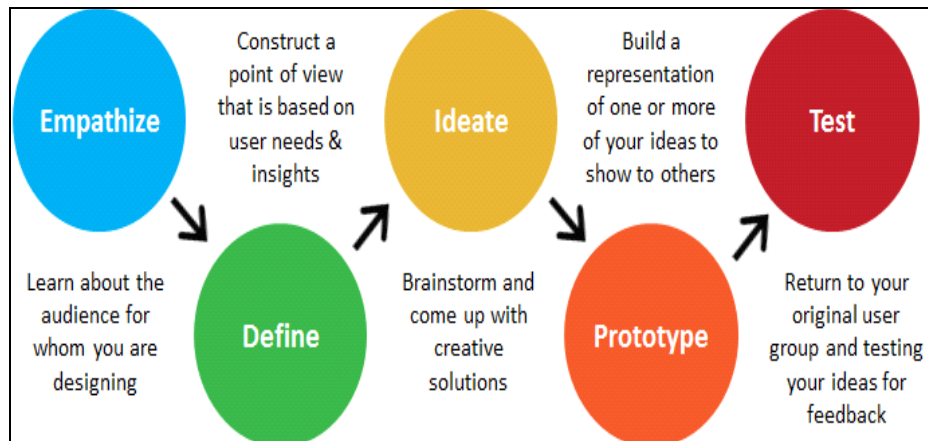 Empathize
Learn about the
audience for
whom you are
designing
Construct a
point of view
that is based on
user needs &
insights
Define
Ideate
Brainstorm and
come up with
creative
solutions
Build a
representation
of one or more
of your ideas to
show to others
Prototype
Test
Return to your
original user
group and testing
your ideas for
feedback